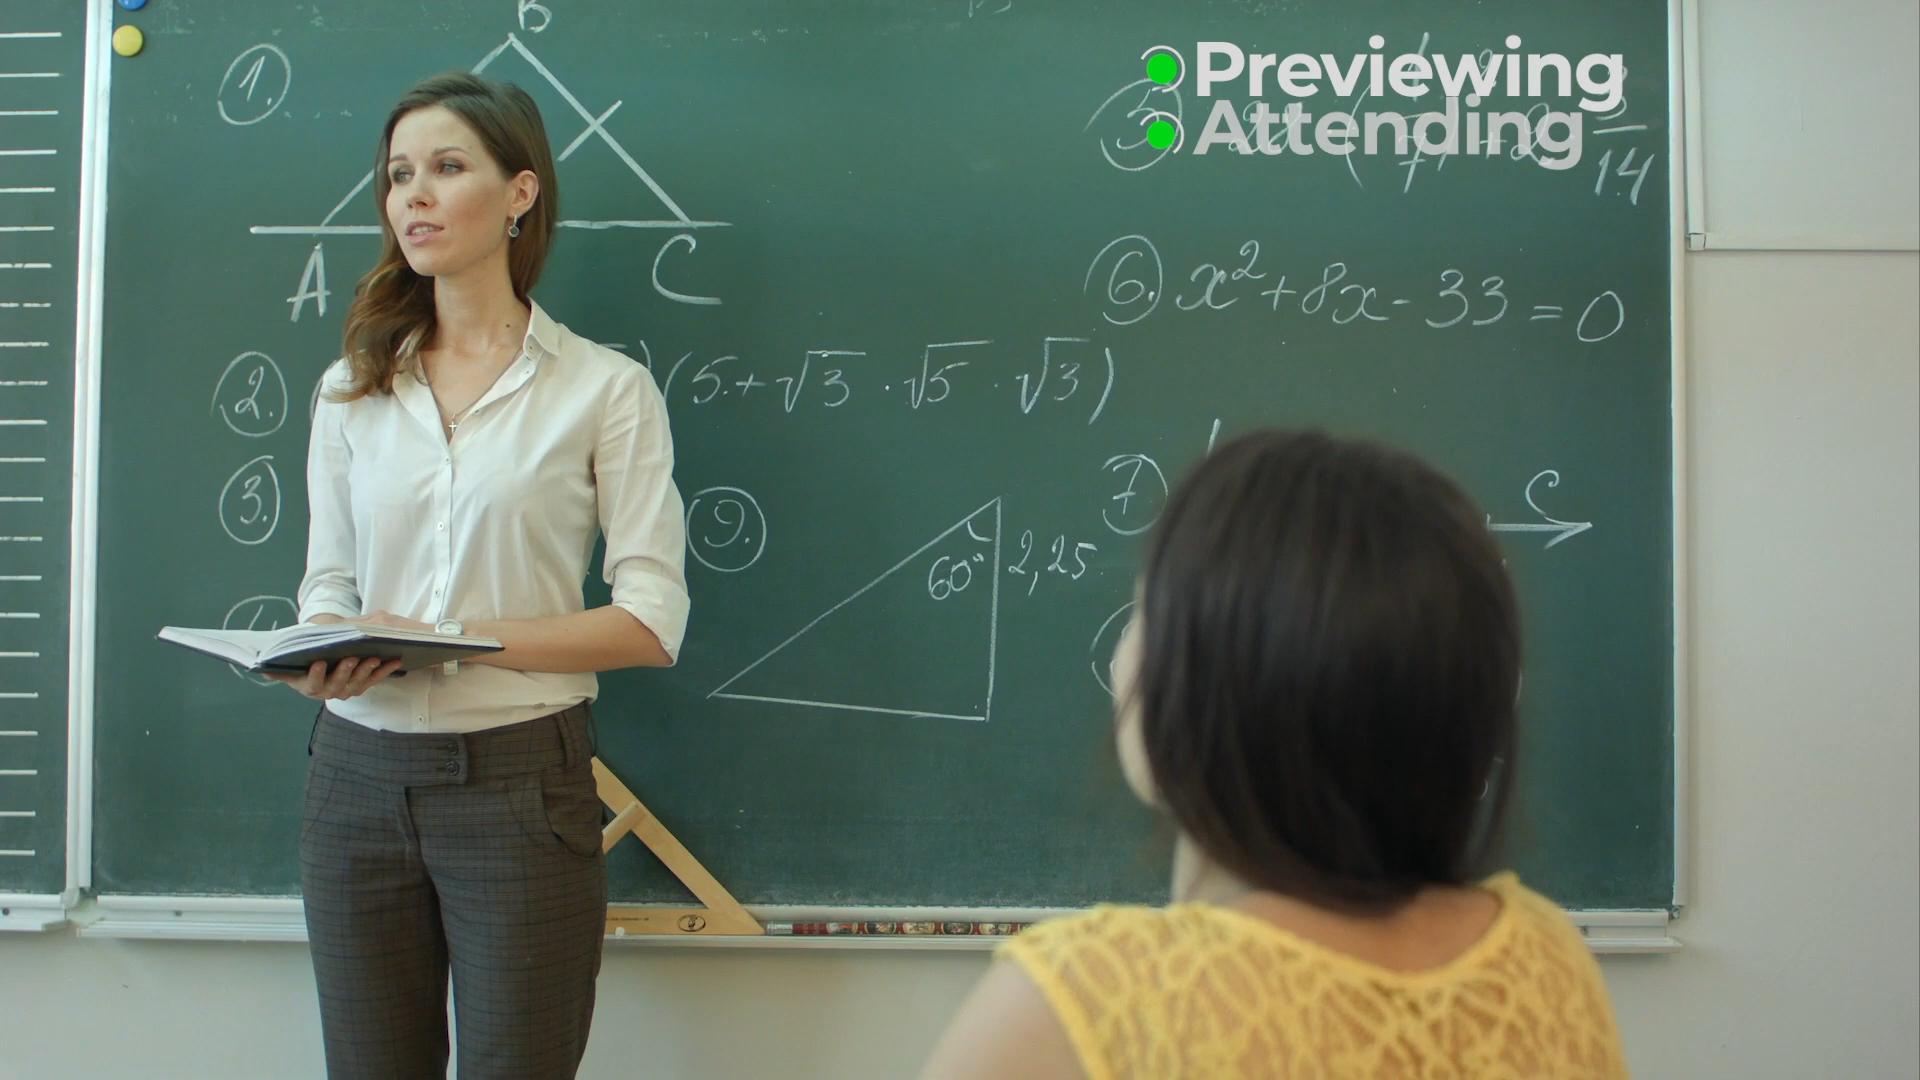 Previewing
Attending
B
1.
A
C
5.
14
6. x²+8x-33=0
2.
)(5+√3 · √5 · √3)
3.
9.
60°
2,25
7.
C